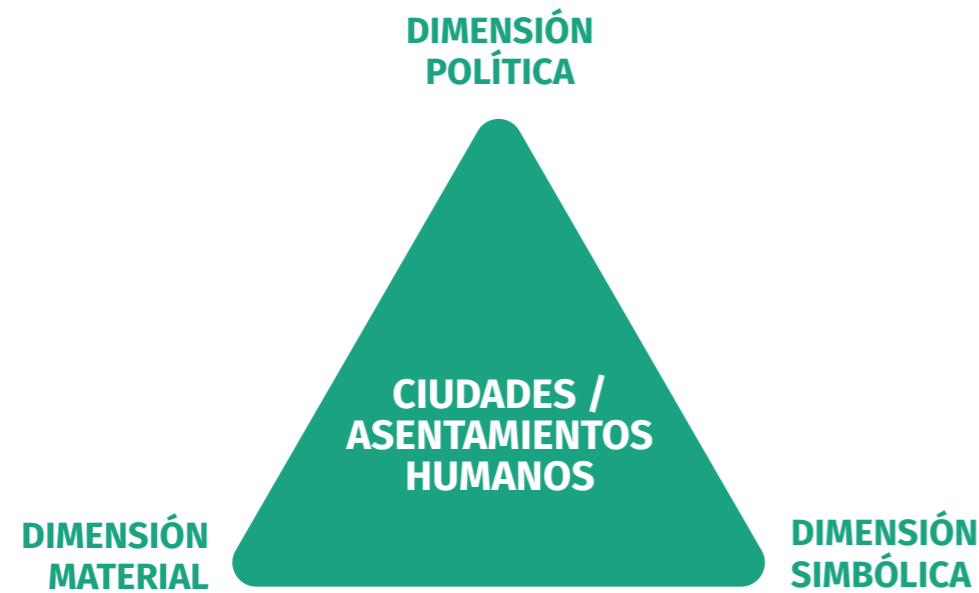 DIMENSIÓN
POLÍTICA
CIUDADES /
ASENTAMIENTOS
HUMANOS
DIMENSIÓN
MATERIAL
DIMENSIÓN
SIMBÓLICA